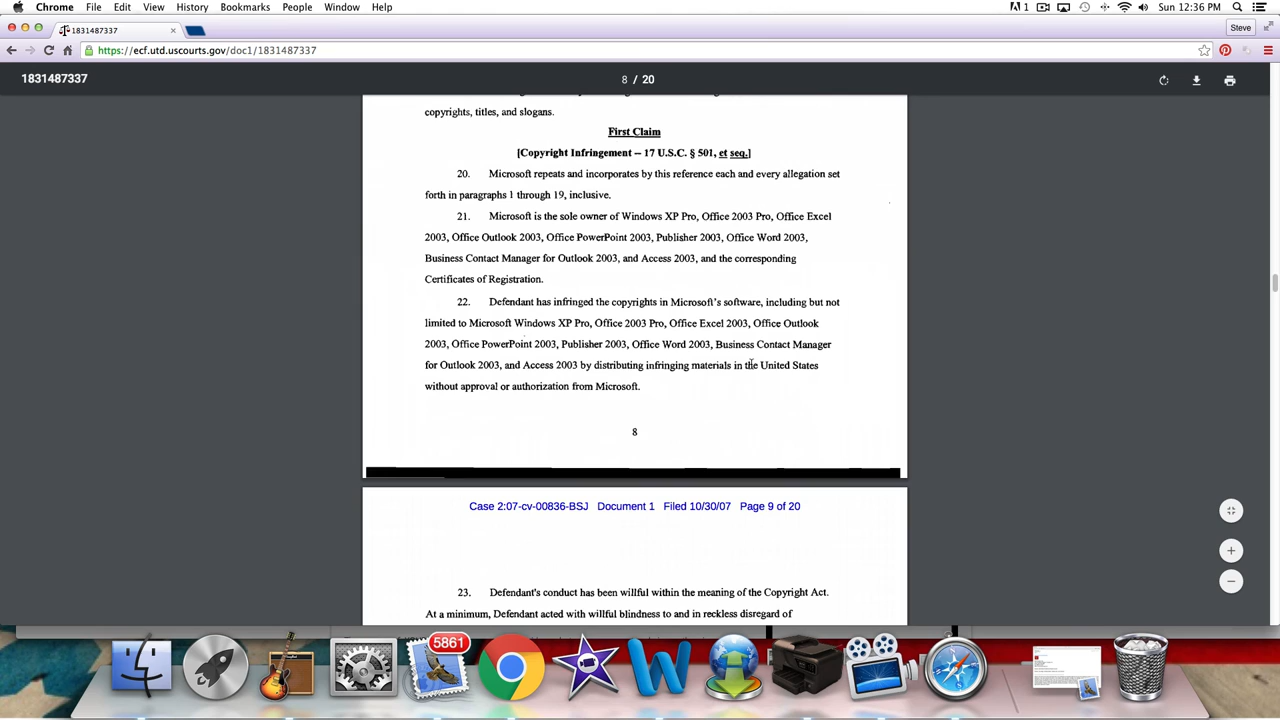 Chrome File Edit View History Bookmarks People Window Help 1 Sun 12:36 PM
1831487337 Steve
https://ecf.utd.uscourts.gov/doc1/1831487337
1831487337 8 / 20
copyrights, titles, and slogans.
First Claim
[Copyright Infringement – 17 U.S.C. § 501, et seq.]
20. Microsoft repeats and incorporates by this reference each and every allegation set
forth in paragraphs 1 through 19, inclusive.
21. Microsoft is the sole owner of Windows XP Pro, Office 2003 Pro, Office Excel
2003, Office Outlook 2003, Office PowerPoint 2003, Publisher 2003, Office Word 2003,
Business Contact Manager for Outlook 2003, and Access 2003, and the corresponding
Certificates of Registration.
22. Defendant has infringed the copyrights in Microsoft's software, including but not
limited to Microsoft Windows XP Pro, Office 2003 Pro, Office Excel 2003, Office Outlook
2003, Office PowerPoint 2003, Publisher 2003, Office Word 2003, Business Contact Manager
for Outlook 2003, and Access 2003 by distributing infringing materials in the United States
without approval or authorization from Microsoft.
8
Case 2:07-cv-00836-BSJ Document 1 Filed 10/30/07 Page 9 of 20
23. Defendant's conduct has been willful within the meaning of the Copyright Act.
At a minimum, Defendant acted with willful blindness to and in reckless disregard of
5861